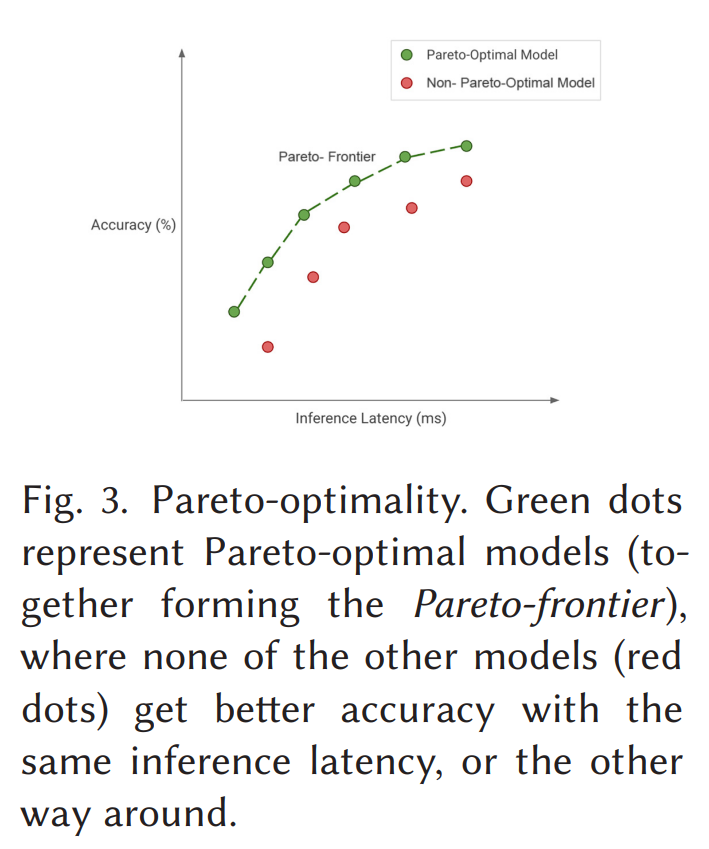 Pareto-Optimal Model
Non- Pareto-Optimal Model
Pareto- Frontier
Accuracy (%)
Inference Latency (ms)
Fig. 3. Pareto-optimality. Green dots
represent Pareto-optimal models (to-
gether forming the Pareto-frontier),
where none of the other models (red
dots) get better accuracy with the
same inference latency, or the other
way around.